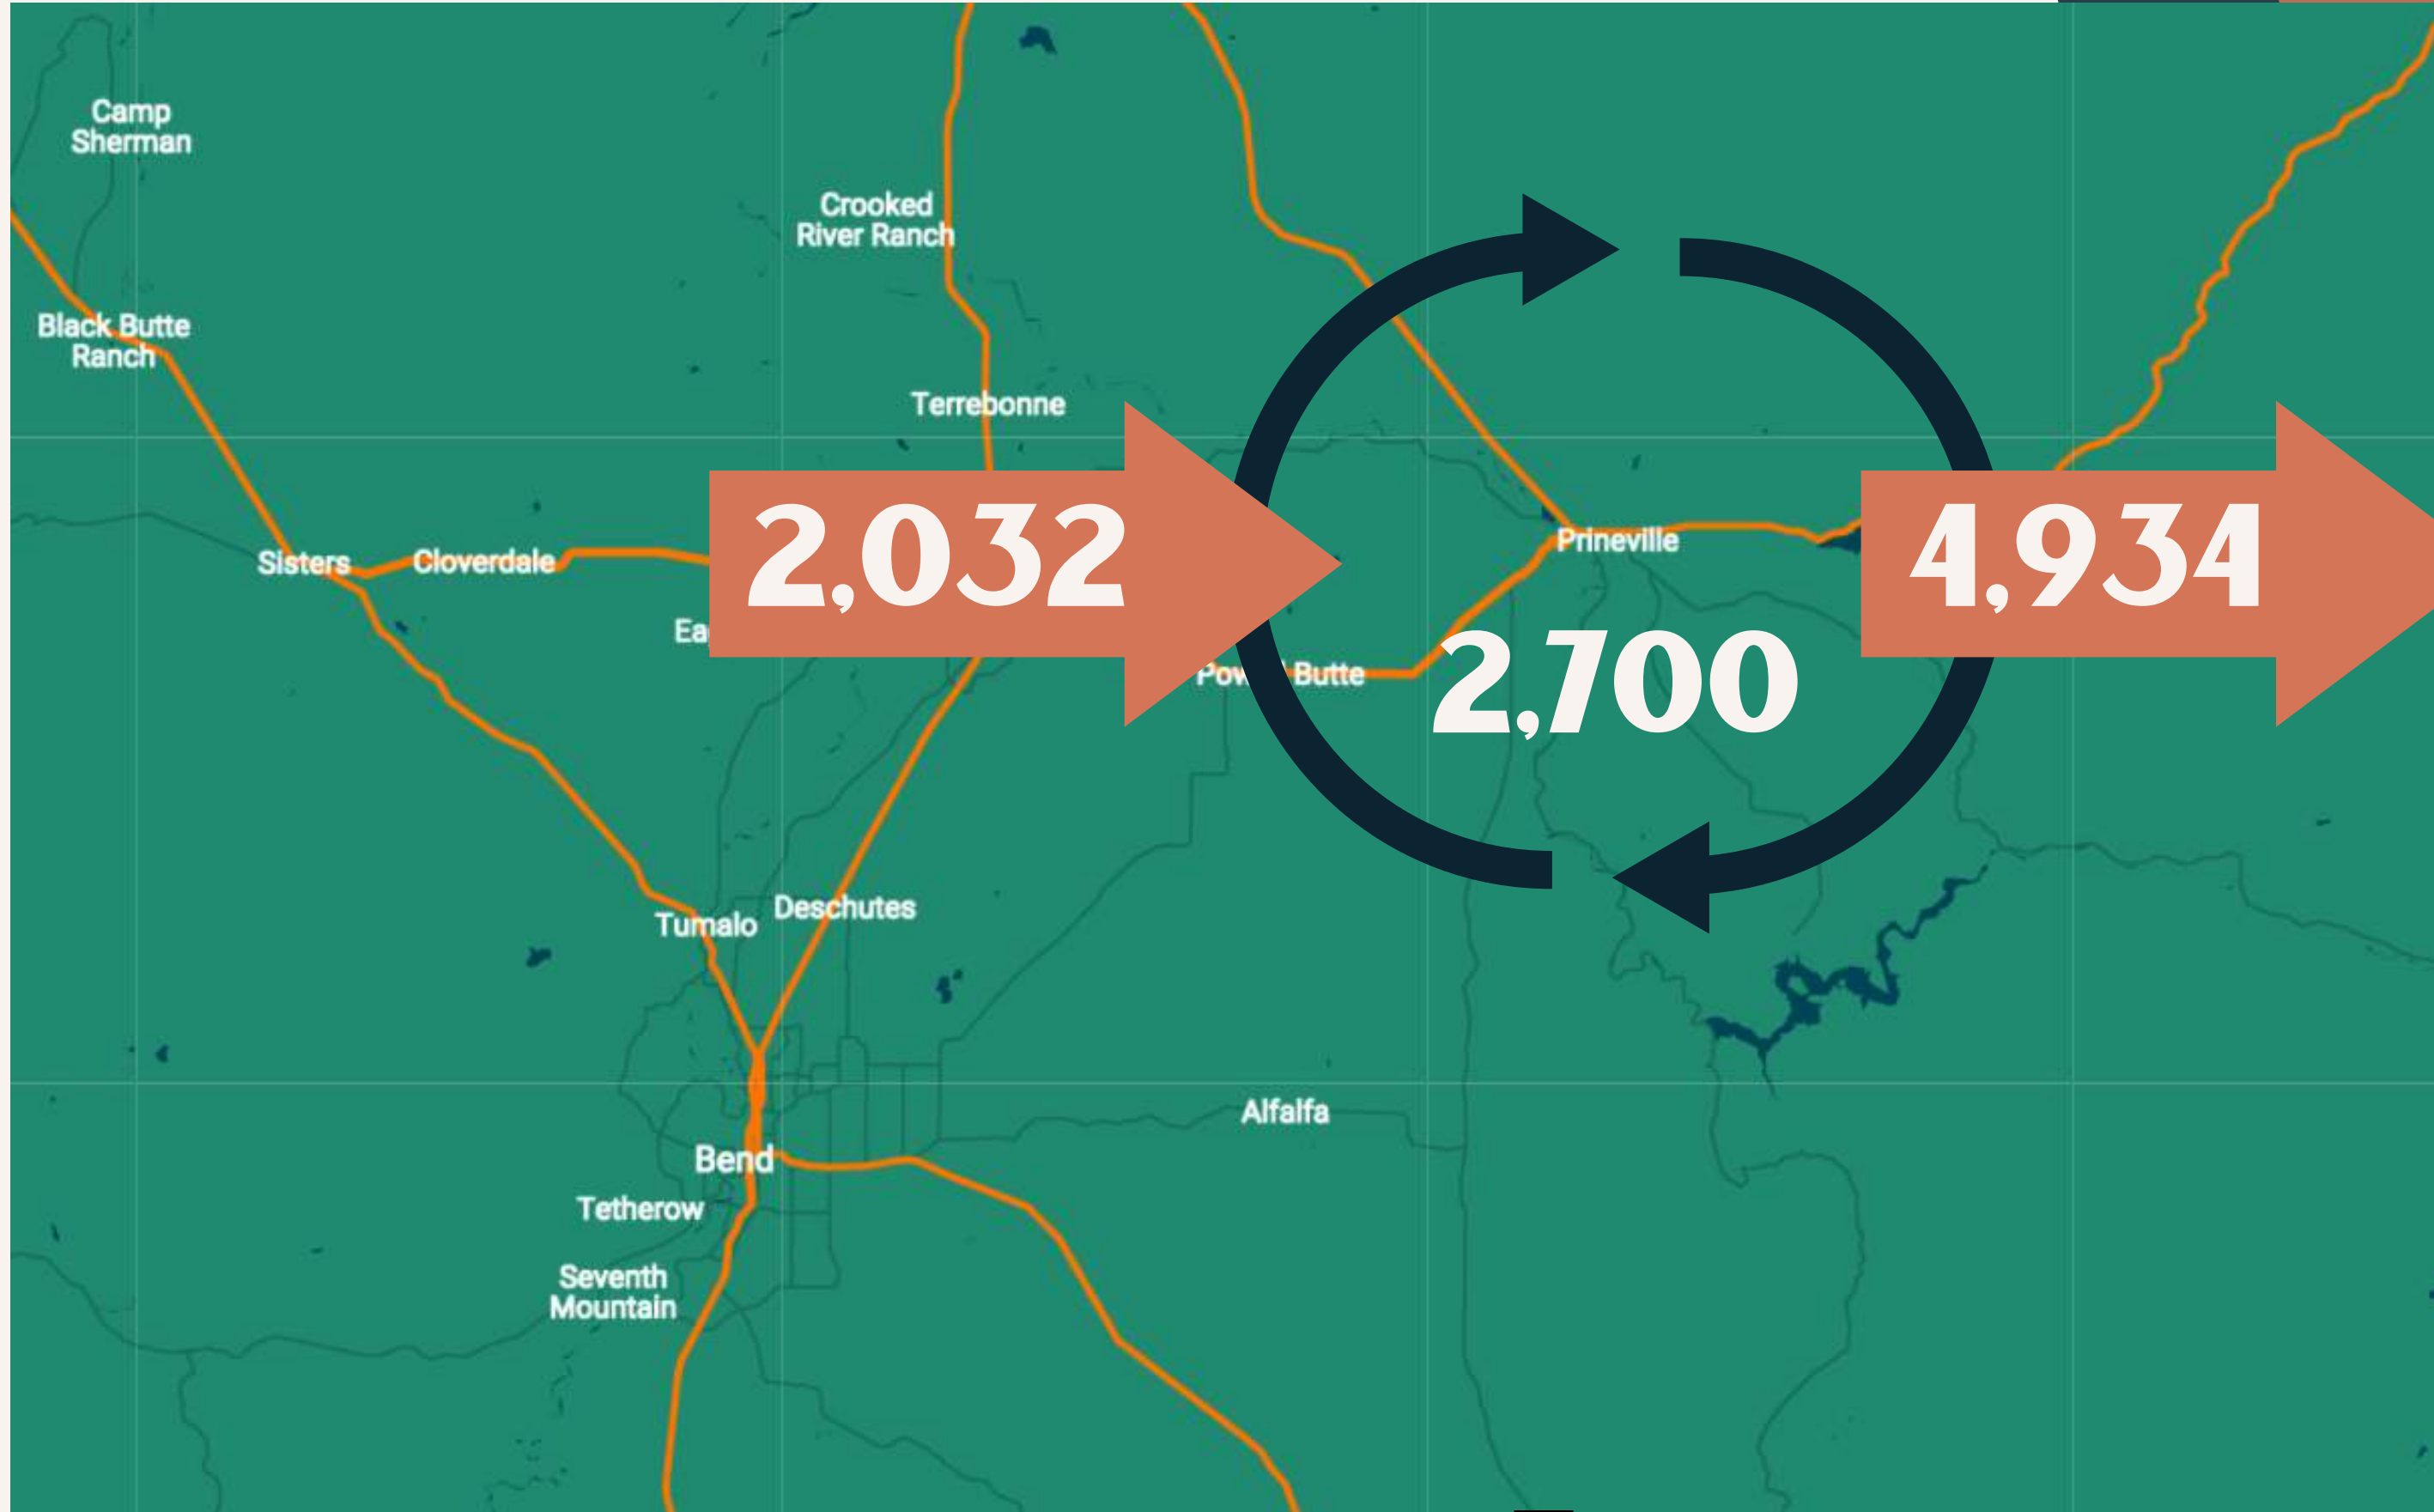 Camp
Sherman
Crooked
River Ranch
Black Butte
Ranch
Terrebonne
2,032
4,934
Prineville
Sisters
Cloverdale
2,700
Butte
Deschutes
Tumalo
Alfalfa
Bend
Tetherow
Seventh
Mountain